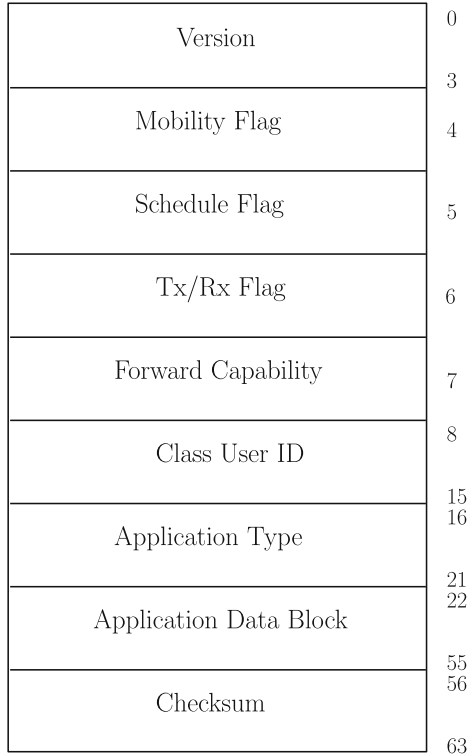 Version
0
3
Mobility Flag
4
Schedule Flag
5
Tx/Rx Flag
6
Forward Capability
7
Class User ID
8
15
Application Type
16
21
Application Data Block
22
55
Checksum
56
63